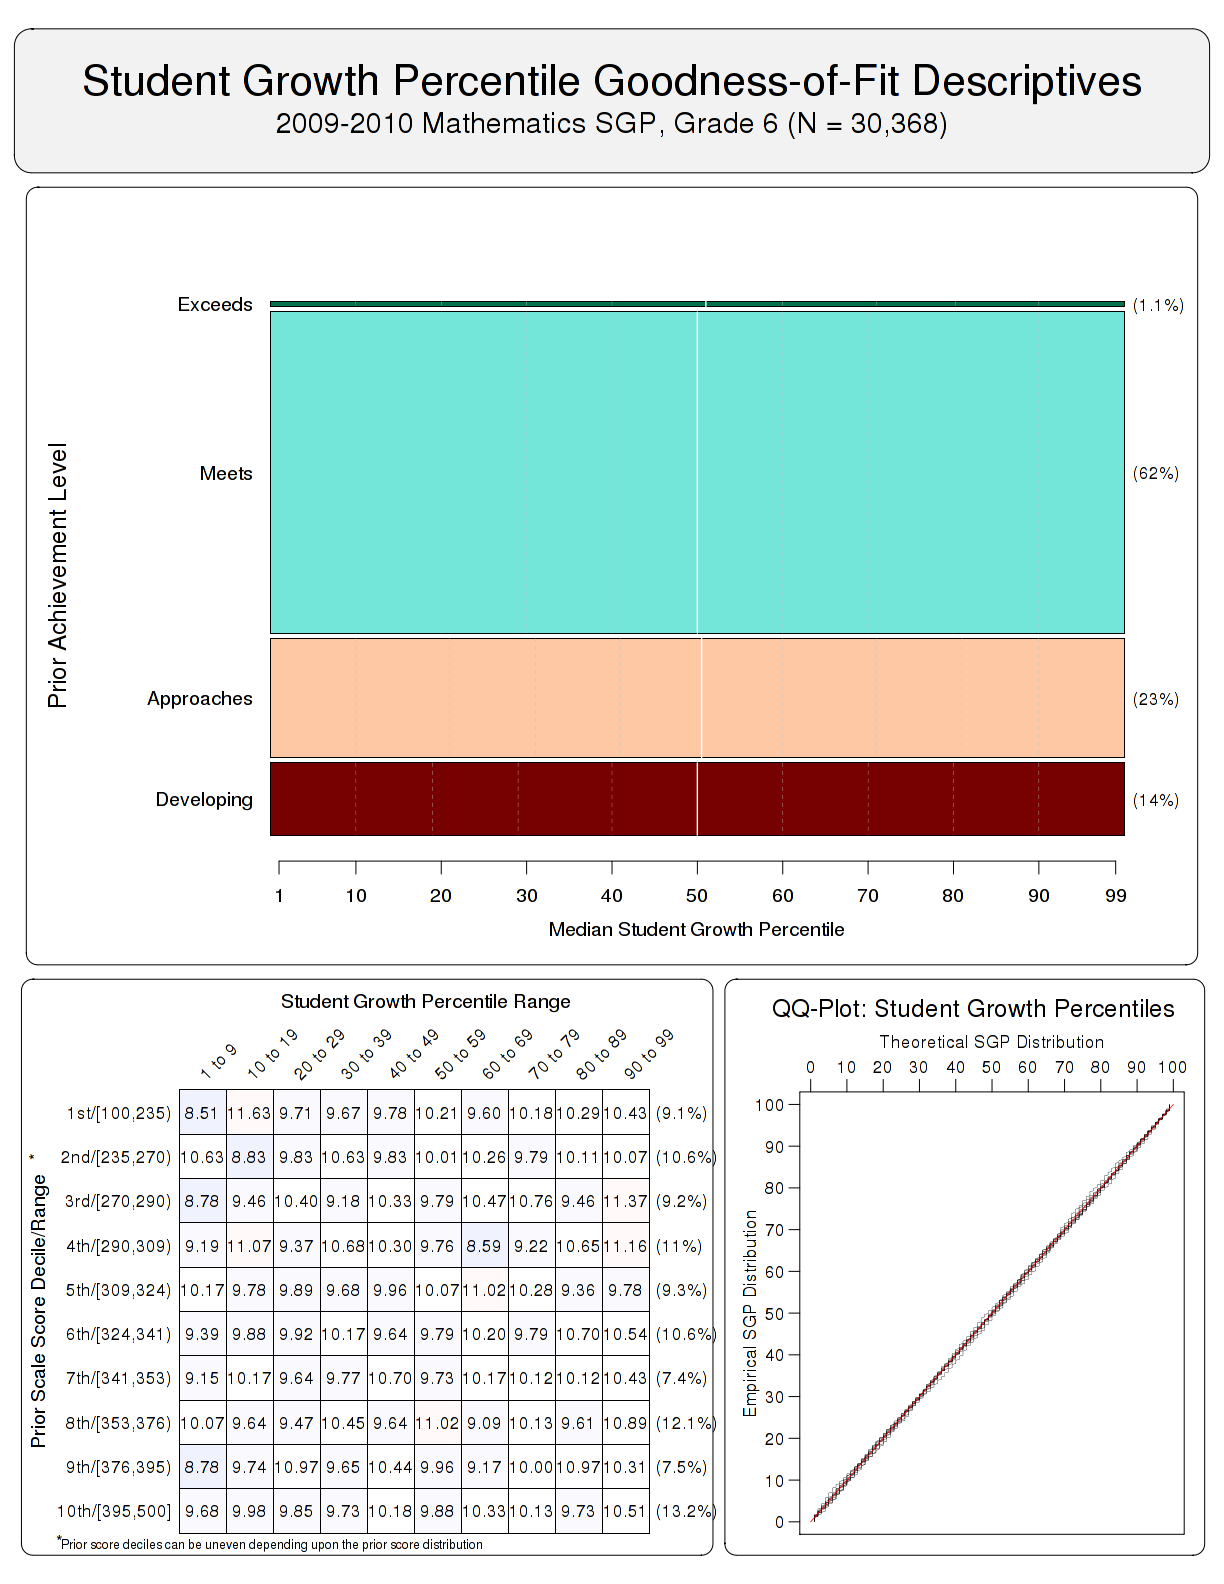 Student Growth Percentile Goodness-of-Fit Descriptives
2009-2010 Mathematics SGP, Grade 6 (N = 30,368)
Prior Achievement Level
Exceeds (1.1%)
Meets (62%)
Approaches (23%)
Developing (14%)
1 10 20 30 40 50 60 70 80 90 99
Median Student Growth Percentile
Student Growth Percentile Range
1 to 9 10 to 19 20 to 29 30 to 39 40 to 49 50 to 59 60 to 69 70 to 79 80 to 89 90 to 99
Prior Scale Score Decile/Range *
1st/[100,235) 8.51 11.63 9.71 9.67 9.78 10.21 9.60 10.18 10.29 10.43 (9.1%)
2nd/[235,270) 10.63 8.83 9.83 10.63 9.83 10.01 10.26 9.79 10.11 10.07 (10.6%)
3rd/[270,290) 8.78 9.46 10.40 9.18 10.33 9.79 10.47 10.76 9.46 11.37 (9.2%)
4th/[290,309) 9.19 11.07 9.37 10.68 10.30 9.76 8.59 9.22 10.65 11.16 (11%)
5th/[309,324) 10.17 9.78 9.89 9.68 9.96 10.07 11.02 10.28 9.36 9.78 (9.3%)
6th/[324,341) 9.39 9.88 9.92 10.17 9.64 9.79 10.20 9.79 10.70 10.54 (10.6%)
7th/[341,353) 9.15 10.17 9.64 9.77 10.70 9.73 10.17 10.12 10.12 10.43 (7.4%)
8th/[353,376) 10.07 9.64 9.47 10.45 9.64 11.02 9.09 10.13 9.61 10.89 (12.1%)
9th/[376,395) 8.78 9.74 10.97 9.65 10.44 9.96 9.17 10.00 10.97 10.31 (7.5%)
10th/[395,500] 9.68 9.98 9.85 9.73 10.18 9.88 10.33 10.13 9.73 10.51 (13.2%)
*Prior score deciles can be uneven depending upon the prior score distribution
QQ-Plot: Student Growth Percentiles
Theoretical SGP Distribution
0 10 20 30 40 50 60 70 80 90 100
Empirical SGP Distribution
100
90
80
70
60
50
40
30
20
10
0